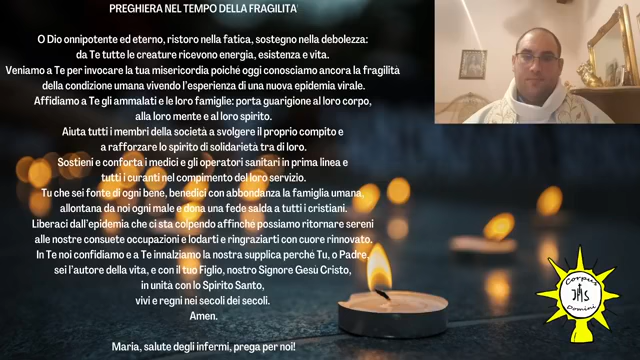 PREGHIERA NEL TEMPO DELLA FRAGILITA'
O Dio onnipotente ed eterno, ristoro nella fatica, sostegno nella debolezza:
da Te tutte le creature ricevono energia, esistenza e vita.
Veniamo a Te per invocare la tua misericordia poiché oggi conosciamo ancora la fragilità
della condizione umana vivendo l'esperienza di una nuova epidemia virale.
Affidiamo a Te gli ammalati e le loro famiglie: porta guarigione al loro corpo,
alla loro mente e al loro spirito.
Aiuta tutti i membri della società a svolgere il proprio compito e
a rafforzare lo spirito di solidarietà tra di loro.
Sostieni e conforta i medici e gli operatori sanitari in prima linea e
tutti i curanti nel compimento del loro servizio.
Tu che sei fonte di ogni bene, benedici con abbondanza la famiglia umana,
allontana da noi ogni male e dona una fede salda a tutti i cristiani.
Liberaci dall'epidemia che ci sta colpendo affinché possiamo ritornare sereni
alle nostre consuete occupazioni e lodarti e ringraziarti con cuore rinnovato.
In Te noi confidiamo e a Te innalziamo la nostra supplica perché Tu, o Padre,
sei l'autore della vita, e con il tuo Figlio, nostro Signore Gesù Cristo,
in unità con lo Spirito Santo,
vivi e regni nei secoli dei secoli.
Amen.
Maria, salute degli infermi, prega per noi!
Corpus
JHS
Domini